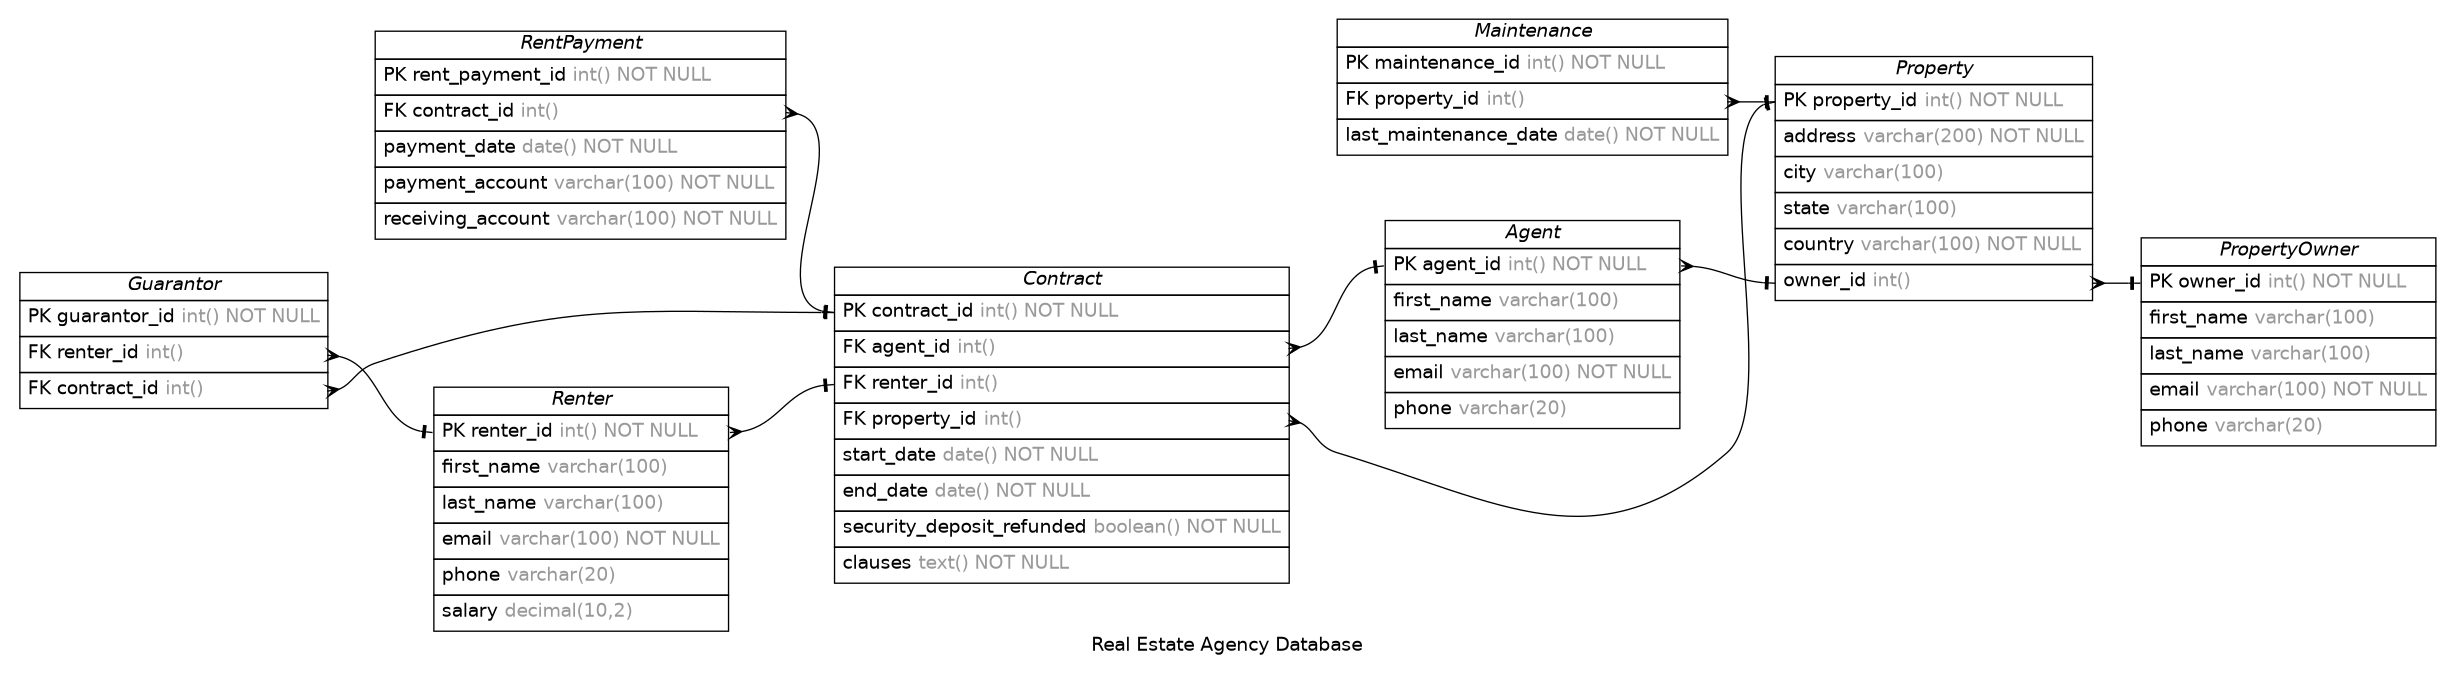 RentPayment
PK rent_payment_id int() NOT NULL
FK contract_id int()
payment_date date() NOT NULL
payment_account varchar(100) NOT NULL
receiving_account varchar(100) NOT NULL
Maintenance
PK maintenance_id int() NOT NULL
FK property_id int()
last_maintenance_date date() NOT NULL
Property
PK property_id int() NOT NULL
address varchar(200) NOT NULL
city varchar(100)
state varchar(100)
country varchar(100) NOT NULL
owner_id int()
Guarantor
PK guarantor_id int() NOT NULL
FK renter_id int()
FK contract_id int()
Renter
PK renter_id int() NOT NULL
first_name varchar(100)
last_name varchar(100)
email varchar(100) NOT NULL
phone varchar(20)
salary decimal(10,2)
Contract
PK contract_id int() NOT NULL
FK agent_id int()
FK renter_id int()
FK property_id int()
start_date date() NOT NULL
end_date date() NOT NULL
security_deposit_refunded boolean() NOT NULL
clauses text() NOT NULL
Agent
PK agent_id int() NOT NULL
first_name varchar(100)
last_name varchar(100)
email varchar(100) NOT NULL
phone varchar(20)
PropertyOwner
PK owner_id int() NOT NULL
first_name varchar(100)
last_name varchar(100)
email varchar(100) NOT NULL
phone varchar(20)
Real Estate Agency Database